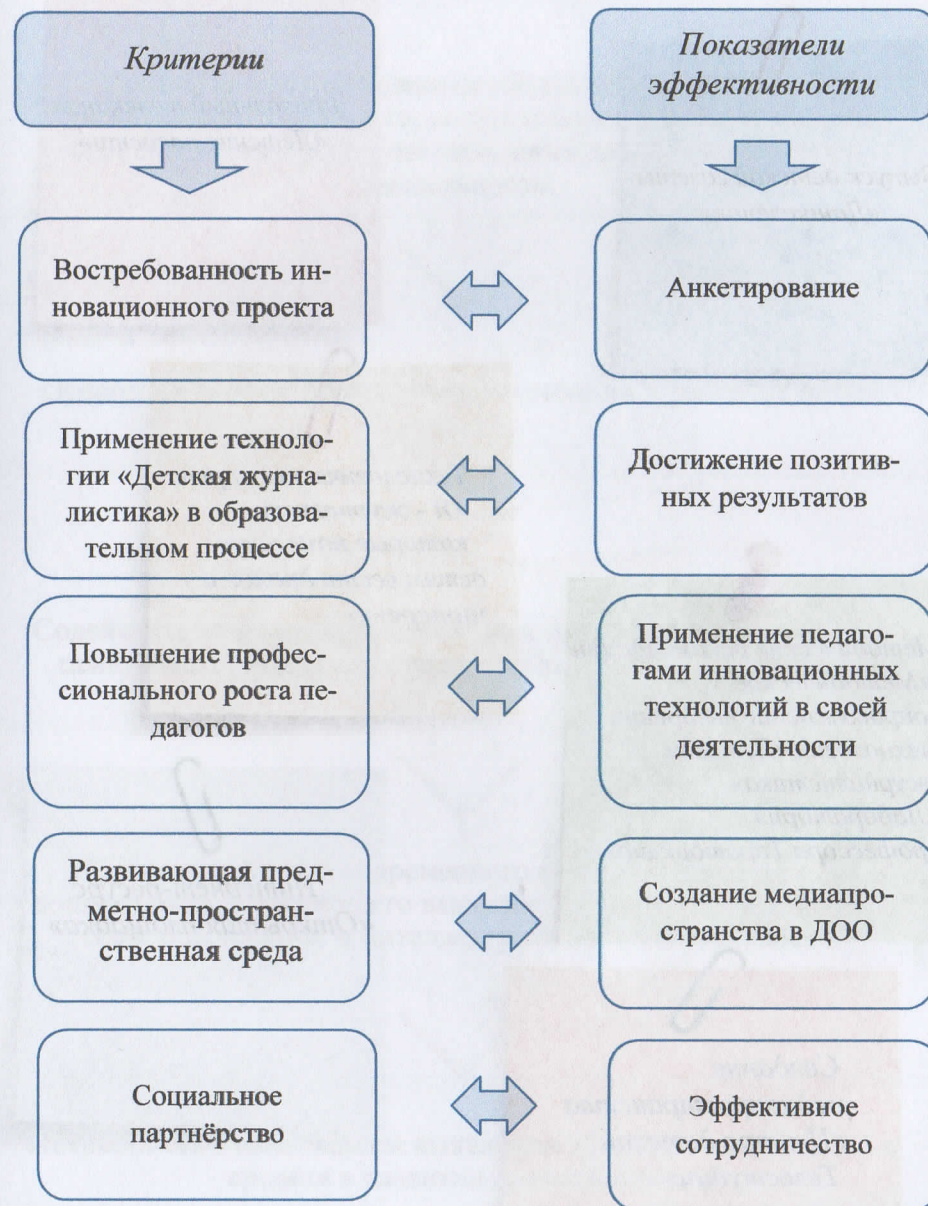 Критерии
Показатели
эффективности
Востребованность ин-
новационного проекта
Анкетирование
Применение техноло-
гии «Детская журна-
листика» в образова-
тельном процессе
Достижение позитив-
ных результатов
Повышение профес-
сионального роста пе-
дагогов
Применение педаго-
гами инновационных
технологий в своей
деятельности
Развивающая пред-
метно-простран-
ственная среда
Создание медиапро-
странства в ДОО
Социальное
партнёрство
Эффективное
сотрудничество